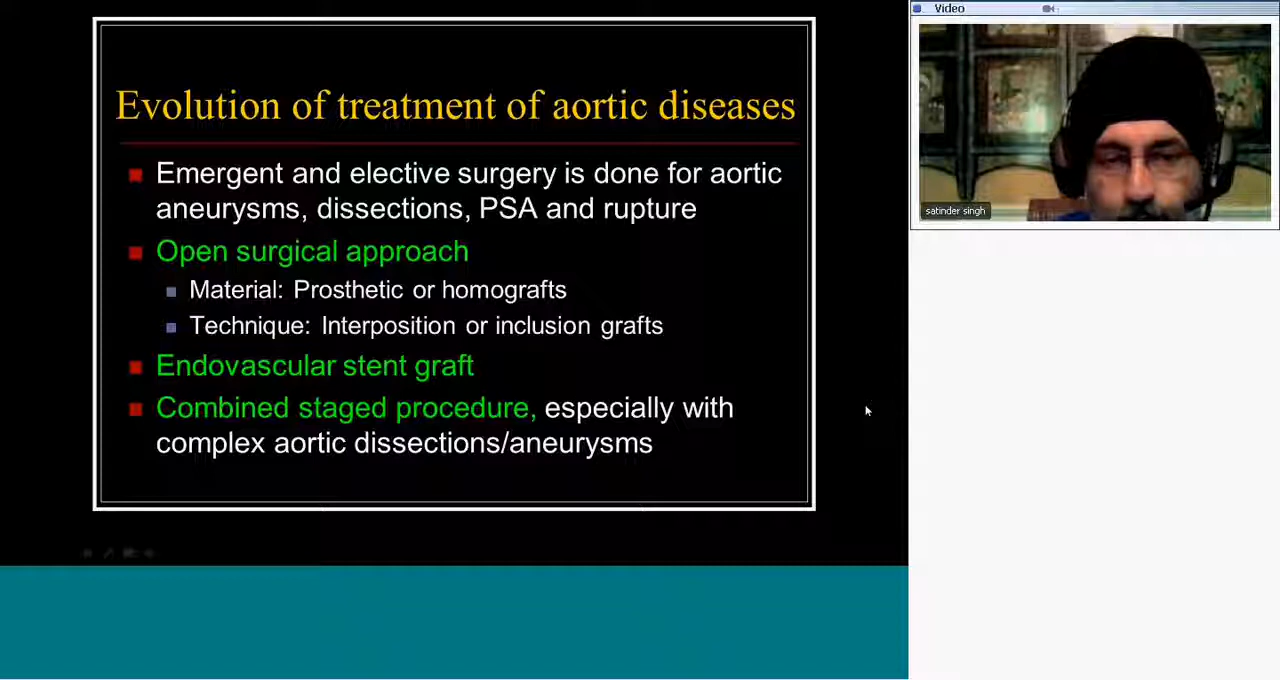 Evolution of treatment of aortic diseases
Emergent and elective surgery is done for aortic
aneurysms, dissections, PSA and rupture
Open surgical approach
Material: Prosthetic or homografts
Technique: Interposition or inclusion grafts
Endovascular stent graft
Combined staged procedure, especially with
complex aortic dissections/aneurysms
Video
satinder singh